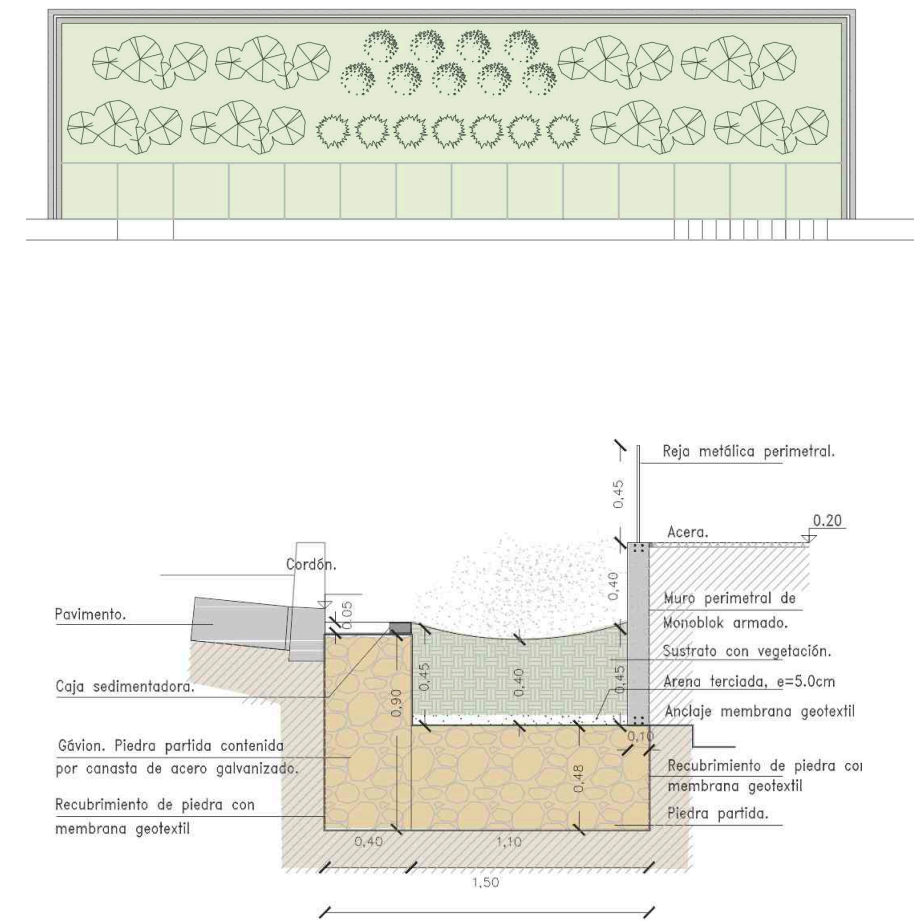 Reja metálica perimetral.
0,45
0.20
Acera.
Cordón.
0,40
Pavimento.
0.05
Muro perimetral de
Monoblok armado.
Sustrato con vegetación.
0,45
0,40
0,45
0,90
Arena terciada, e=5.0cm
Caja sedimentadora.
Anclaje membrana geotextil
0,10
Gávion. Piedra partida contenida
por canasta de acero galvanizado.
0,48
Recubrimiento de piedra con
membrana geotextil
Recubrimiento de piedra con
membrana geotextil
Piedra partida.
0,40
1,10
1,50